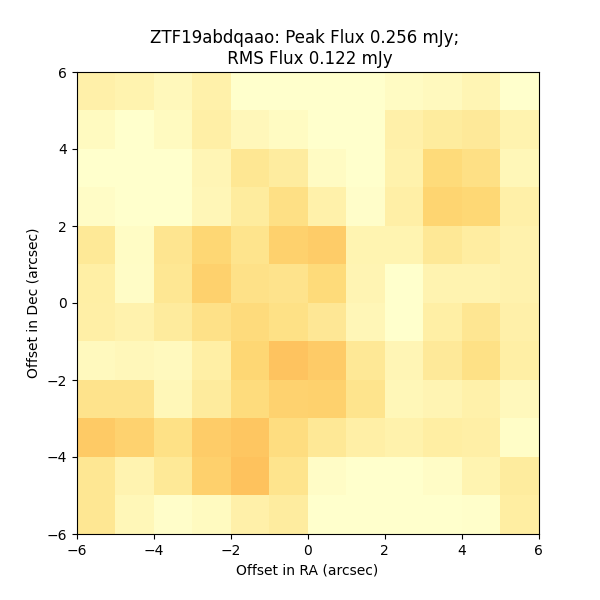 ZTF19abdqaao: Peak Flux 0.256 mJy;
RMS Flux 0.122 mJy
6
4
2
0
−2
−4
−6
Offset in Dec (arcsec)
−6 −4 −2 0 2 4 6
Offset in RA (arcsec)